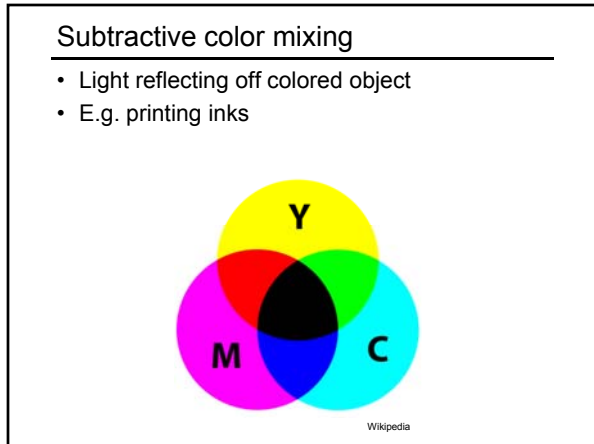 Subtractive color mixing
• Light reflecting off colored object
• E.g. printing inks
Y
M
C
Wikipedia